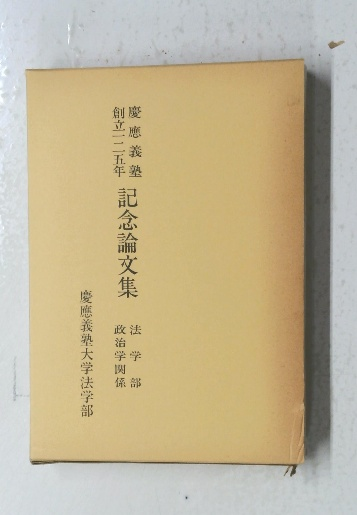 慶應義塾
創立一二五年
記念論文集
法学部
政治学関係
慶應義塾大学法学部